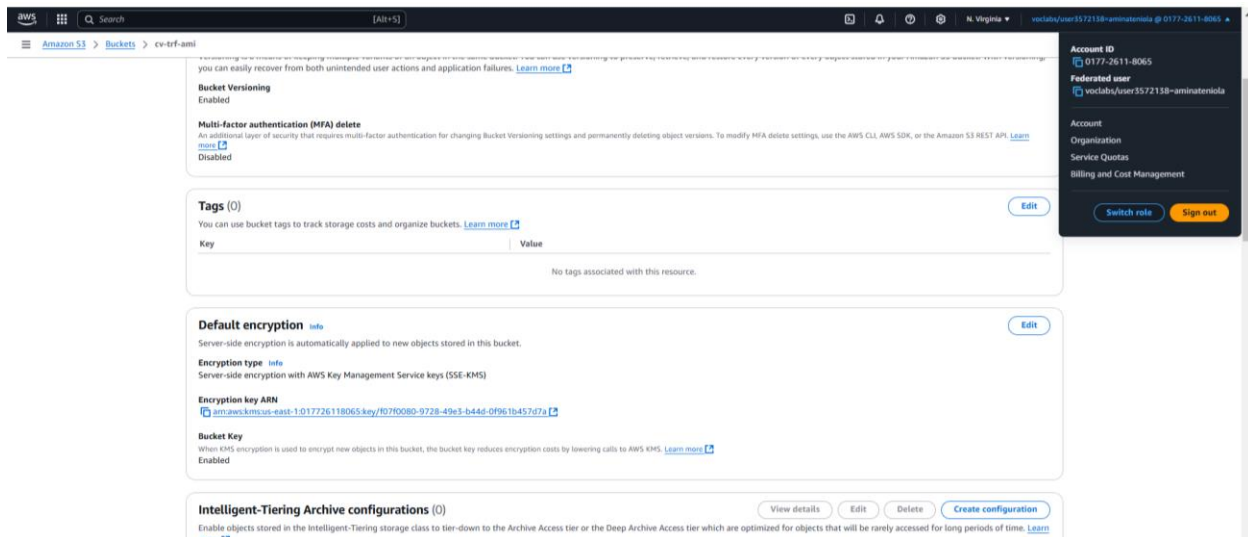 aws
Search [Alt+S]
N. Virginia ▼ voclabs/user3572138=aminateniola @ 0177-2611-8065 ▲
Amazon S3 > Buckets > cv-trf-ami
you can easily recover from both unintended user actions and application failures. Learn more
Bucket Versioning
Enabled
Multi-factor authentication (MFA) delete
An additional layer of security that requires multi-factor authentication for changing Bucket Versioning settings and permanently deleting object versions. To modify MFA delete settings, use the AWS CLI, AWS SDK, or the Amazon S3 REST API. Learn
more
Disabled
Account ID
0177-2611-8065
Federated user
voclabs/user3572138=aminateniola
Account
Organization
Service Quotas
Billing and Cost Management
Switch role Sign out
Tags (0) Edit
You can use bucket tags to track storage costs and organize buckets. Learn more
Key Value
No tags associated with this resource.
Default encryption Info Edit
Server-side encryption is automatically applied to new objects stored in this bucket.
Encryption type Info
Server-side encryption with AWS Key Management Service keys (SSE-KMS)
Encryption key ARN
arn:aws:kms:us-east-1:017726118065:key/f07f0080-9728-49e3-b44d-0f961b457d7a
Bucket Key
When KMS encryption is used to encrypt new objects in this bucket, the bucket key reduces encryption costs by lowering calls to AWS KMS. Learn more
Enabled
Intelligent-Tiering Archive configurations (0) View details Edit Delete Create configuration
Enable objects stored in the Intelligent-Tiering storage class to tier-down to the Archive Access tier or the Deep Archive Access tier which are optimized for objects that will be rarely accessed for long periods of time. Learn